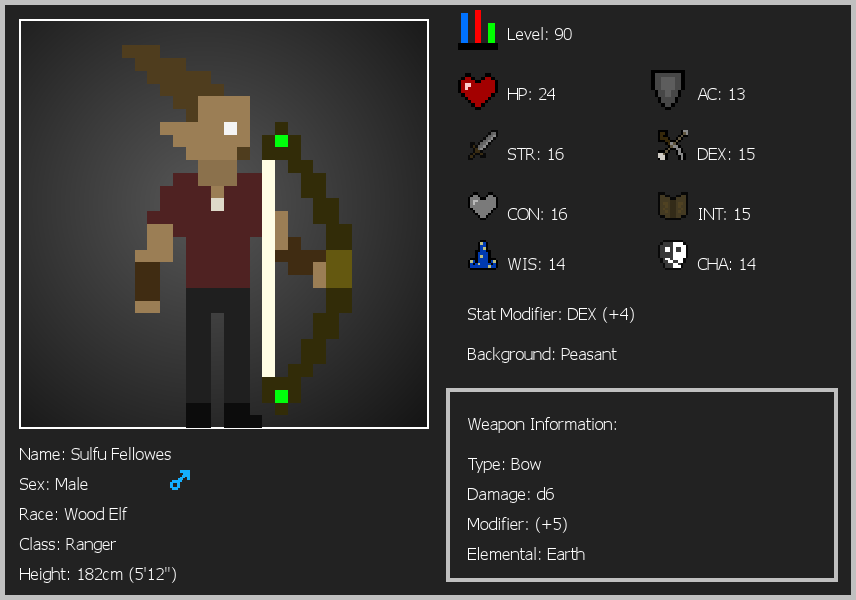 Level: 90
HP: 24
AC: 13
STR: 16
DEX: 15
CON: 16
INT: 15
WIS: 14
CHA: 14
Stat Modifier: DEX (+4)
Background: Peasant
Weapon Information:
Type: Bow
Damage: d6
Modifier: (+5)
Elemental: Earth
Name: Sulfu Fellowes
Sex: Male
Race: Wood Elf
Class: Ranger
Height: 182cm (5'12")